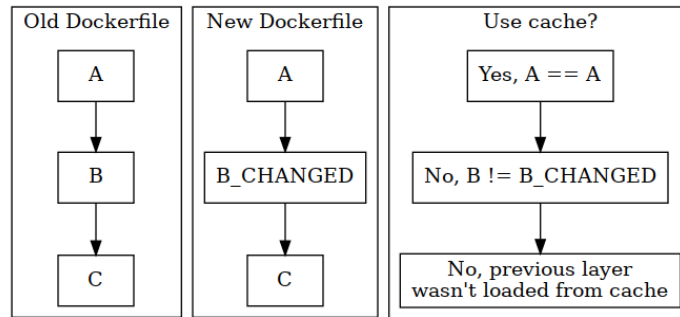 Old Dockerfile
A
B
C
New Dockerfile
A
B_CHANGED
C
Use cache?
Yes, A == A
No, B != B_CHANGED
No, previous layer
wasn't loaded from cache